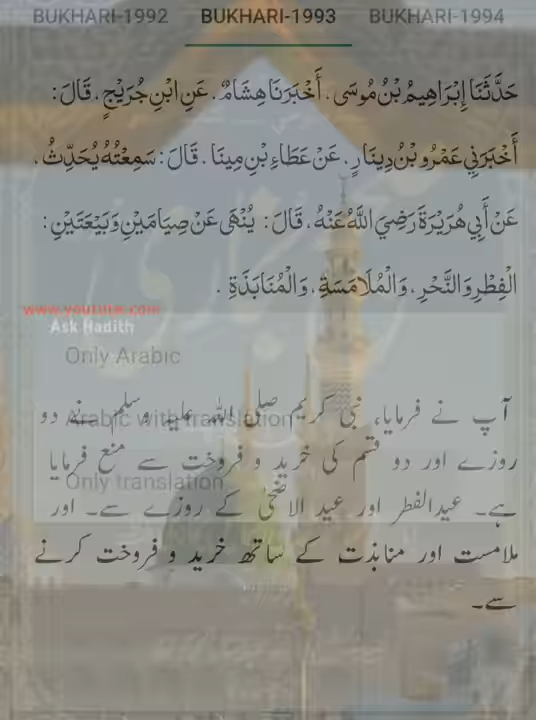 BUKHARI-1992 BUKHARI-1993 BUKHARI-1994
حَدَّثَنَا إِبْرَاهِيمُ بْنُ مُوسَى ، أَخْبَرَنَا هِشَامٌ ، عَنِ ابْنِ جُرَيْجٍ ، قَالَ :
أَخْبَرَنِي عَمْرُو بْنُ دِينَارٍ ، عَنْ عَطَاءِ بْنِ مِينَا ، قَالَ : سَمِعْتُهُ يُحَدِّثُ ،
عَنْ أَبِي هُرَيْرَةَ رَضِيَ اللَّهُ عَنْهُ ، قَالَ : يُنْهَى عَنْ صِيَامَيْنِ وَبَيْعَتَيْنِ :
الْفِطْرِ وَالنَّحْرِ ، وَالْمُلَامَسَةِ ، وَالْمُنَابَذَةِ .
Ask Hadith
Only Arabic
آپ نے فرمایا، نبی کریم صلی اللہ علیہ وسلم نے دو
Arabic with translation
روزے اور دو قسم کی خرید و فروخت سے منع فرمایا
Only translation
ہے۔ عیدالفطر اور عید الاضحیٰ کے روزے سے۔ اور
ملامست اور منابذت کے ساتھ خرید و فروخت کرنے
سے۔